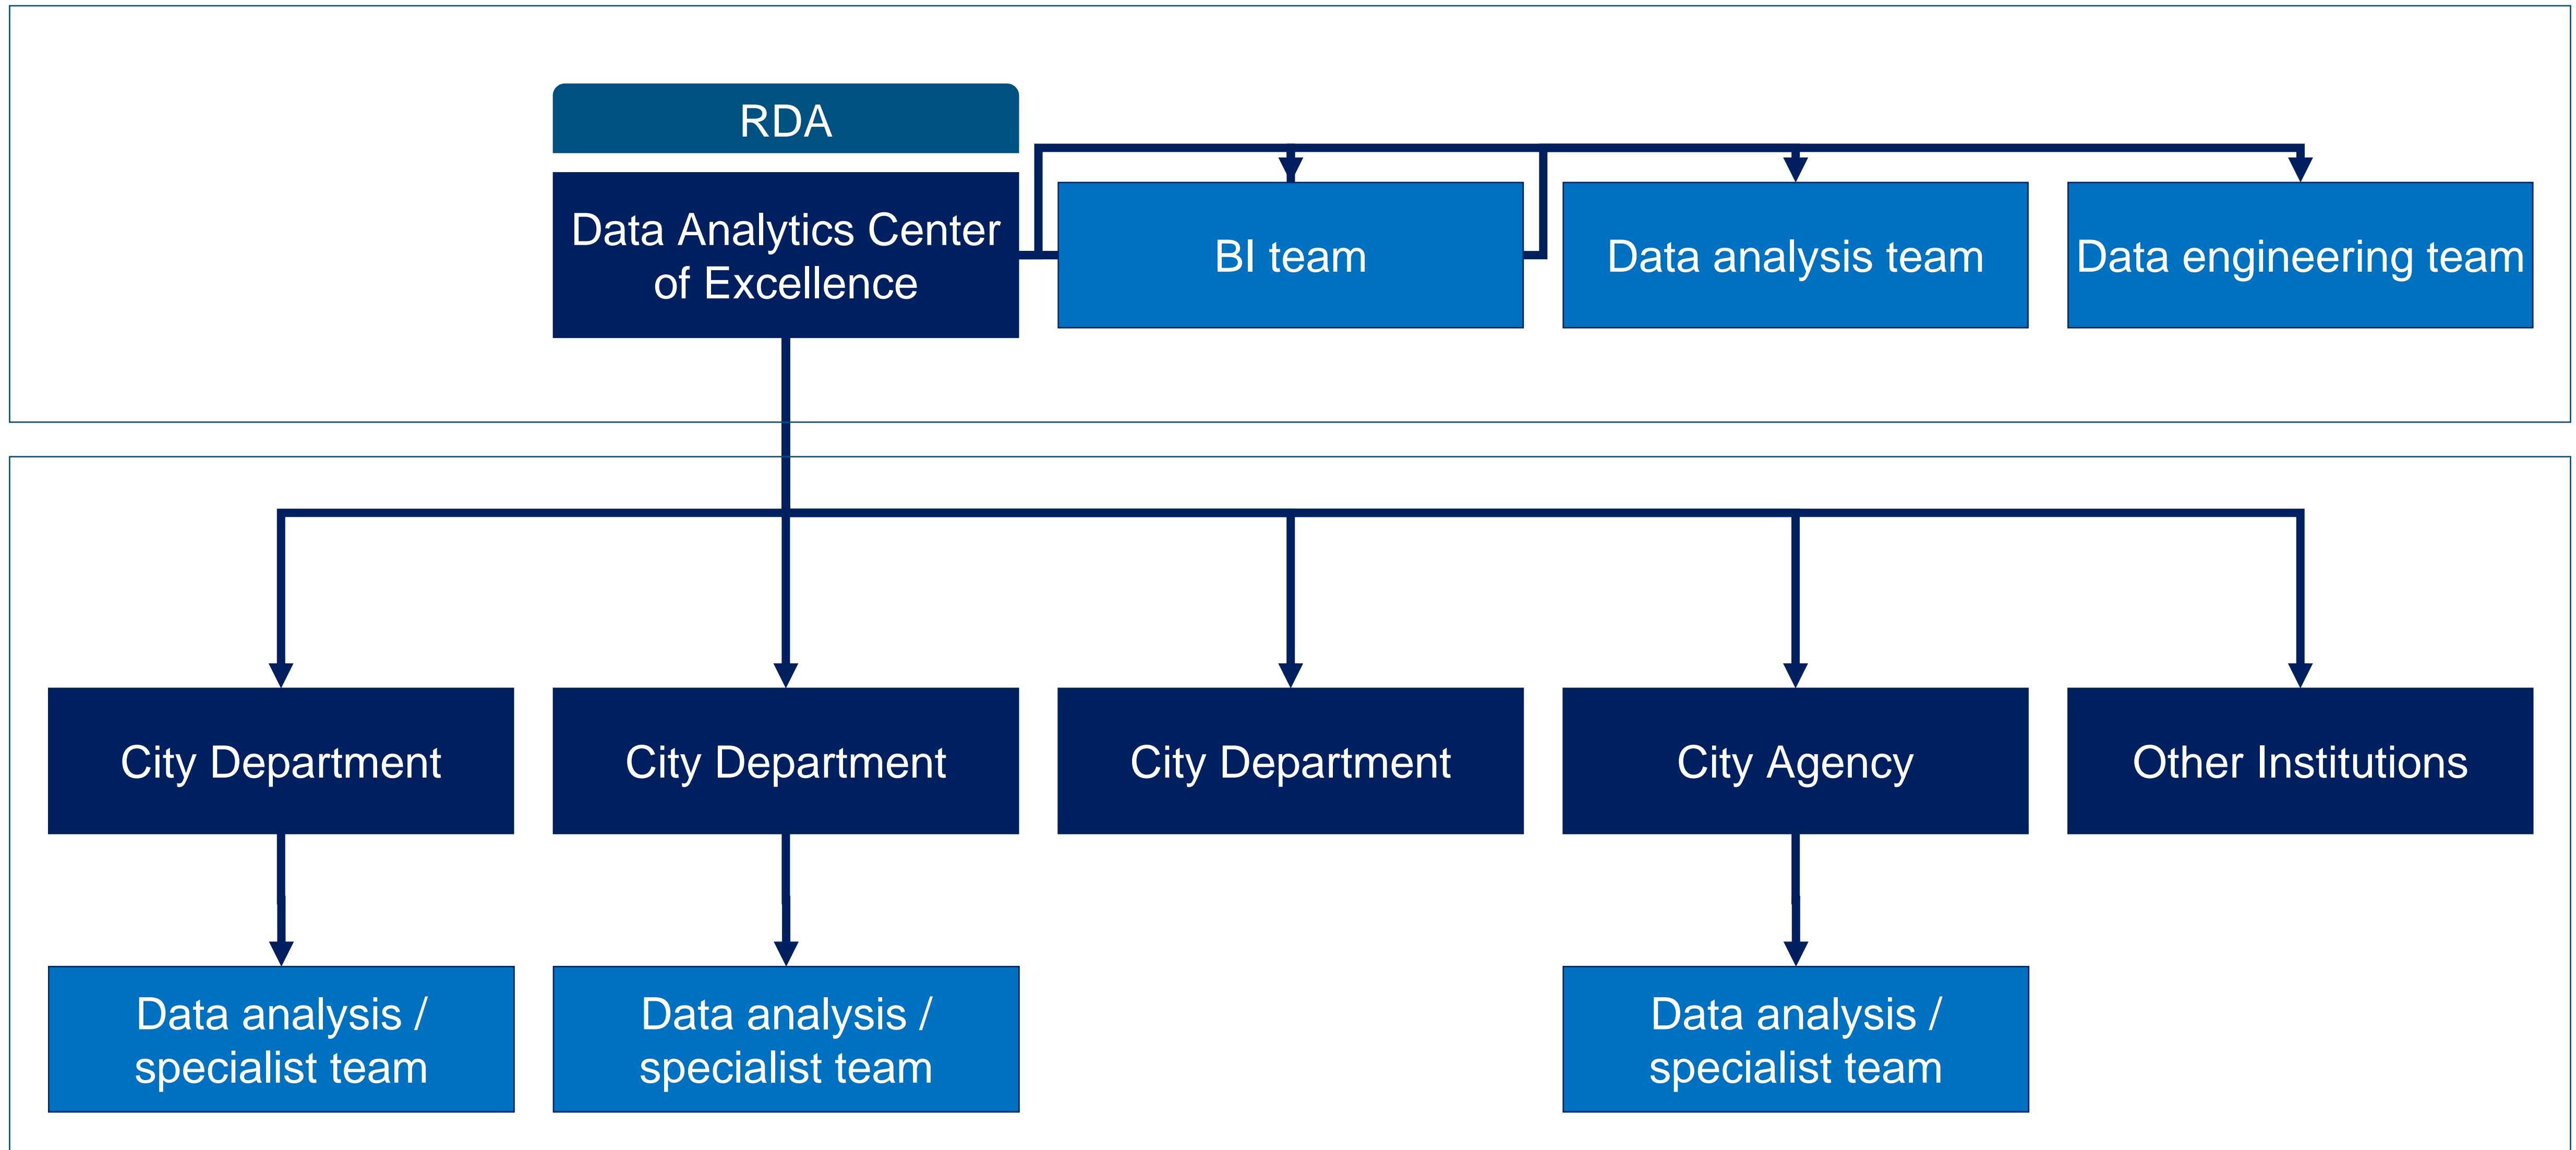 RDA
Data Analytics Center
of Excellence
BI team
Data analysis team
Data engineering team
City Department
City Department
City Department
City Agency
Other Institutions
Data analysis /
specialist team
Data analysis /
specialist team
Data analysis /
specialist team